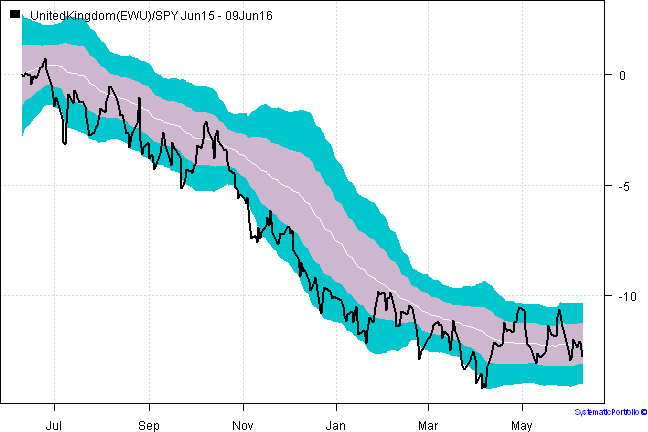 UnitedKingdom(EWU)/SPY Jun15 - 09Jun16
0
-5
-10
Jul Sep Nov Jan Mar May
SystematicPortfolio ©